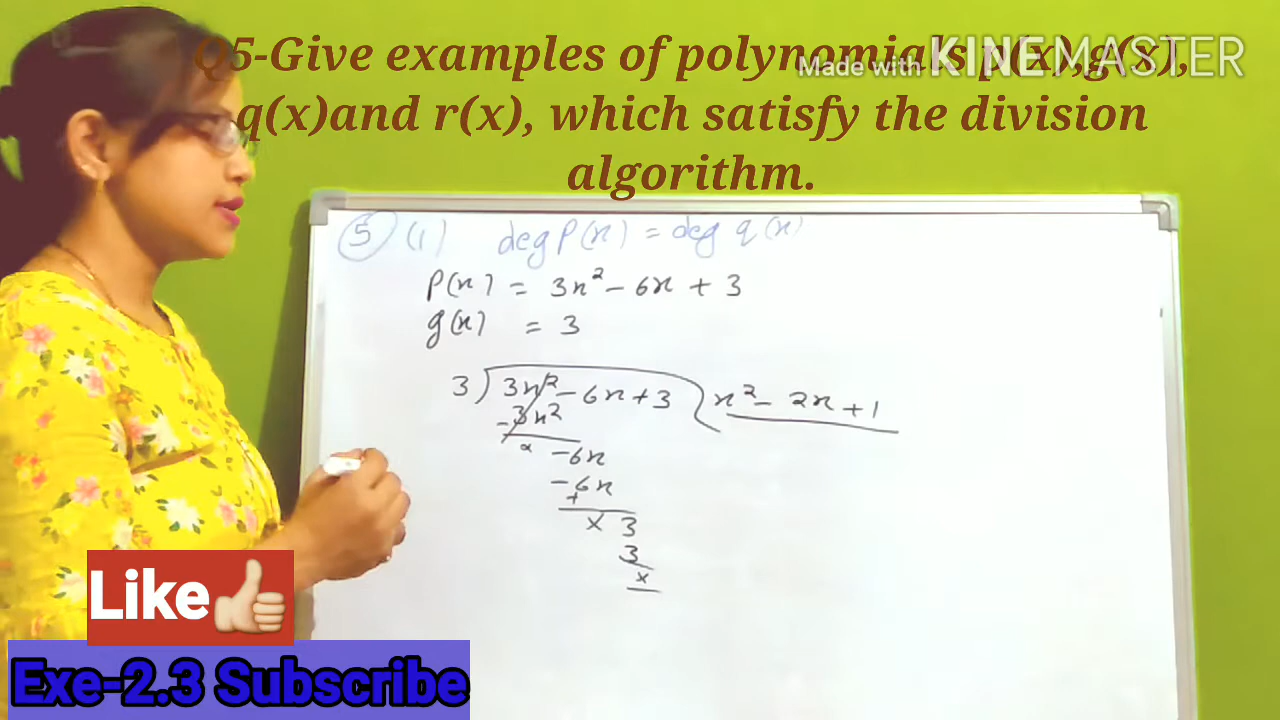 Q5-Give examples of polynomials p(x),g(x),
Made with KINEMASTER
q(x)and r(x), which satisfy the division
algorithm.
5 (1) deg P(x) = deg q(x)
P(x) = 3x² - 6x + 3
g(x) = 3
3 ) 3x² - 6x + 3 ( x² - 2x + 1
- 3x²
x - 6x
- 6x
+
x 3
3
x
Like
Exe-2.3 Subscribe